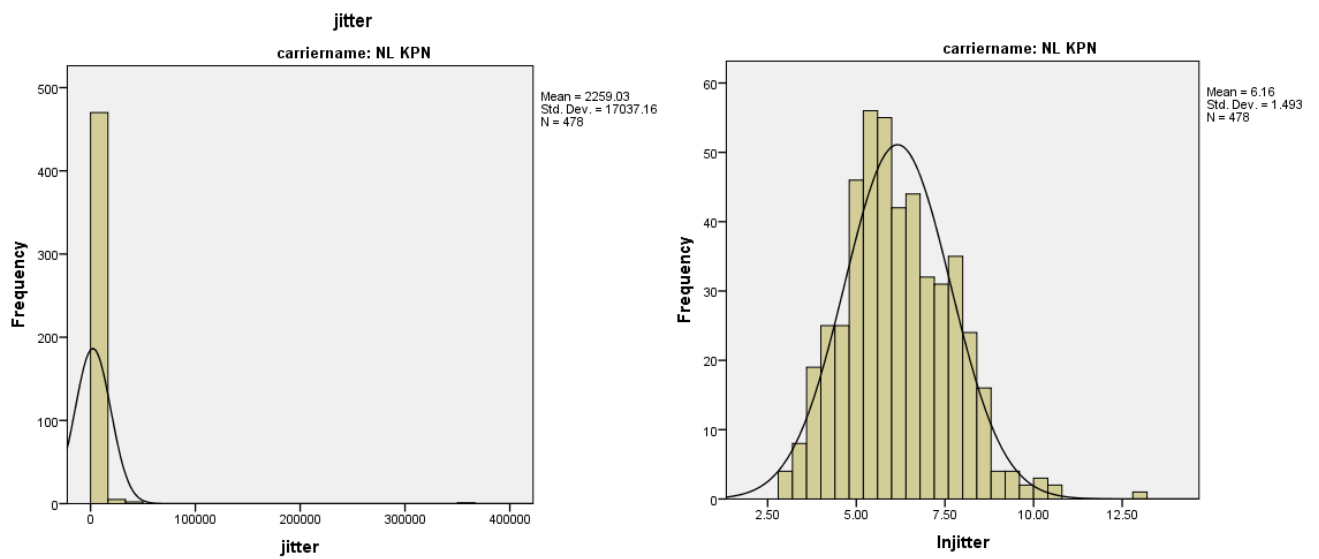 jitter
carriername: NL KPN
Mean = 2259.03
Std. Dev. = 17037.16
N = 478
Frequency
500
400
300
200
100
0
0 100000 200000 300000 400000
jitter
carriername: NL KPN
Mean = 6.16
Std. Dev. = 1.493
N = 478
Frequency
60
50
40
30
20
10
0
2.50 5.00 7.50 10.00 12.50
lnjitter